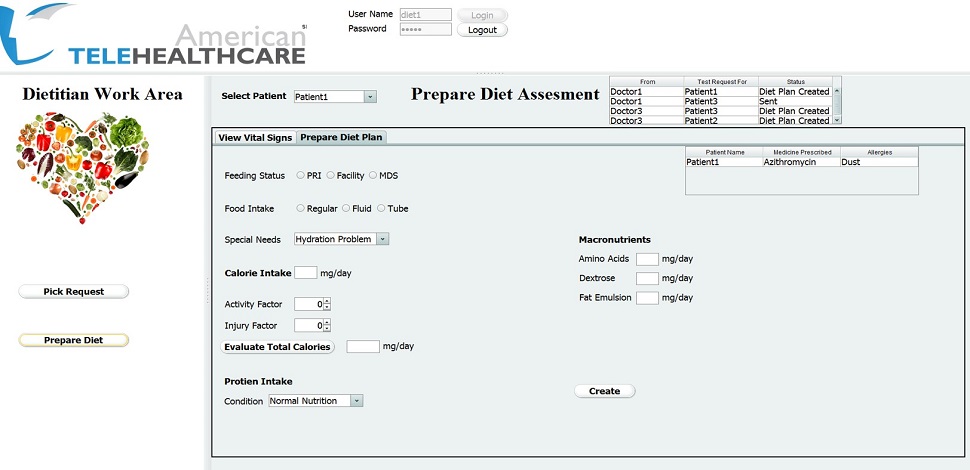 User Name diet1 Login
Password ••••• Logout
American SI
TELEHEALTHCARE
Dietitian Work Area
Pick Request
Prepare Diet
Select Patient Patient1
Prepare Diet Assesment
From Test Request For Status
Doctor1 Patient1 Diet Plan Created
Doctor1 Patient3 Sent
Doctor3 Patient3 Diet Plan Created
Doctor3 Patient2 Diet Plan Created
View Vital Signs Prepare Diet Plan
Patient Name Medicine Prescribed Allergies
Patient1 Azithromycin Dust
Feeding Status PRI Facility MDS
Food Intake Regular Fluid Tube
Special Needs Hydration Problem
Calorie Intake mg/day
Activity Factor 0
Injury Factor 0
Evaluate Total Calories mg/day
Protien Intake
Condition Normal Nutrition
Macronutrients
Amino Acids mg/day
Dextrose mg/day
Fat Emulsion mg/day
Create